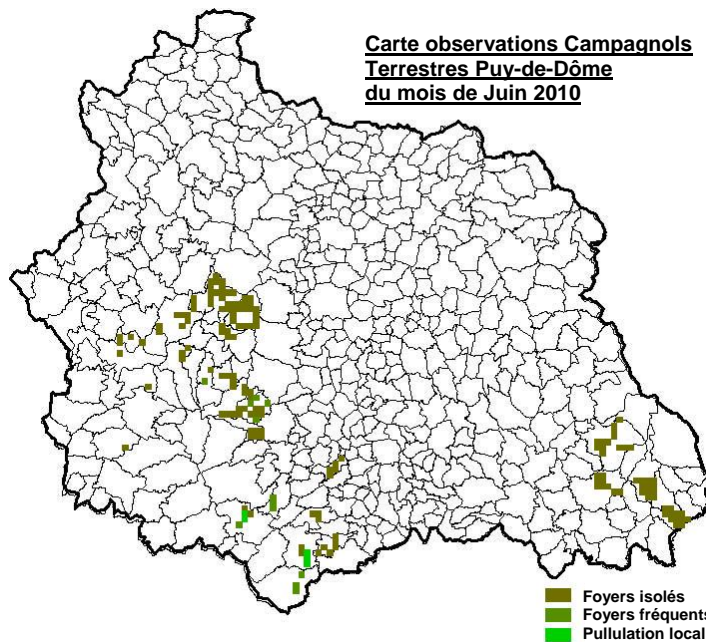 Carte observations Campagnols
Terrestres Puy-de-Dôme
du mois de Juin 2010
Foyers isolés
Foyers fréquents
Pullulation local